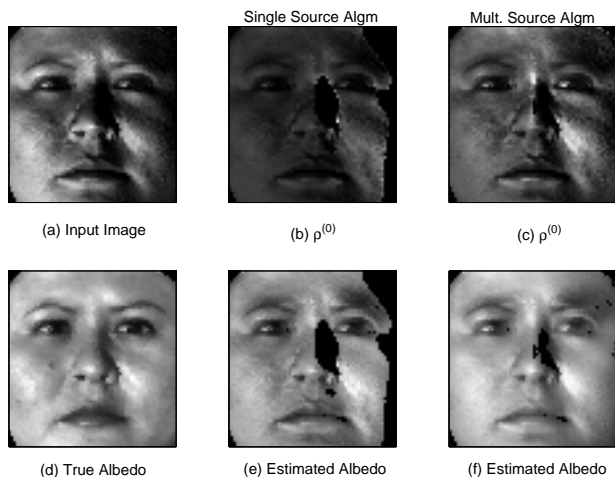 Single Source Algm
Mult. Source Algm
(a) Input Image
(b) ρ⁽⁰⁾
(c) ρ⁽⁰⁾
(d) True Albedo
(e) Estimated Albedo
(f) Estimated Albedo